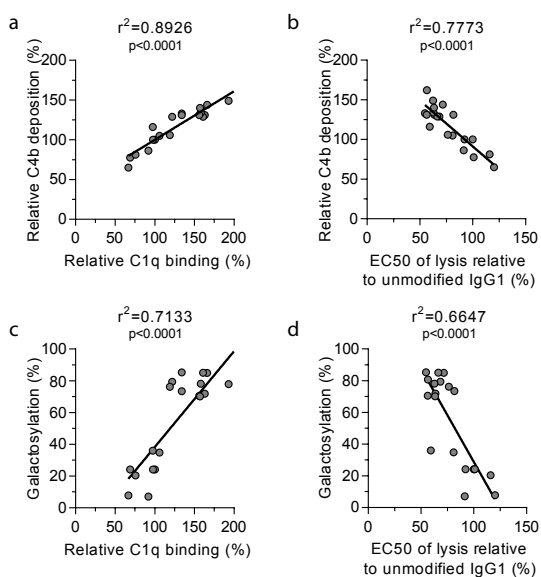 a
r²=0.8926
p<0.0001
Relative C4b deposition (%)
200
150
100
50
0
0 50 100 150 200
Relative C1q binding (%)
b
r²=0.7773
p<0.0001
Relative C4b deposition (%)
200
150
100
50
0
0 50 100 150
EC50 of lysis relative
to unmodified IgG1 (%)
c
r²=0.7133
p<0.0001
Galactosylation (%)
100
80
60
40
20
0
0 50 100 150 200
Relative C1q binding (%)
d
r²=0.6647
p<0.0001
Galactosylation (%)
100
80
60
40
20
0
0 50 100 150
EC50 of lysis relative
to unmodified IgG1 (%)